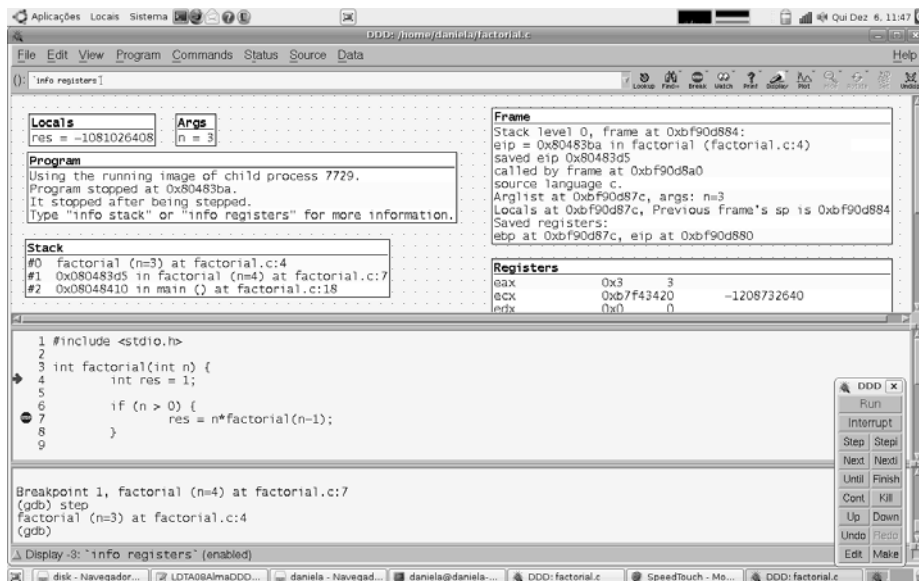 Aplicações Locais Sistema
Qui Dez 6, 11:47
DDD: /home/daniela/factorial.c
File Edit View Program Commands Status Source Data Help
(): `info registers`
Lookup Find» Break Watch Print Display Plot Undisp
Locals
res = -1081026408
Args
n = 3
Program
Using the running image of child process 7729.
Program stopped at 0x80483ba.
It stopped after being stepped.
Type "info stack" or "info registers" for more information.
Stack
#0 factorial (n=3) at factorial.c:4
#1 0x080483d5 in factorial (n=4) at factorial.c:7
#2 0x08048410 in main () at factorial.c:18
Frame
Stack level 0, frame at 0xbf90d884:
eip = 0x80483ba in factorial (factorial.c:4)
saved eip 0x80483d5
called by frame at 0xbf90d8a0
source language c.
Arglist at 0xbf90d87c, args: n=3
Locals at 0xbf90d87c, Previous frame's sp is 0xbf90d884
Saved registers:
ebp at 0xbf90d87c, eip at 0xbf90d880
Registers
eax 0x3 3
ecx 0xb7f43420 -1208732640
edx 0x0 0
1 #include <stdio.h>
2
3 int factorial(int n) {
4 int res = 1;
5
6 if (n > 0) {
7 res = n*factorial(n-1);
8 }
9
DDD
Run
Interrupt
Step Stepi
Next Nexti
Until Finish
Cont Kill
Up Down
Undo Redo
Edit Make
Breakpoint 1, factorial (n=4) at factorial.c:7
(gdb) step
factorial (n=3) at factorial.c:4
(gdb)
Display -3: `info registers` (enabled)
disk - Navegador... LDTA08AlmaDDD... daniela - Navegad... daniela@daniela-... DDD: factorial.c SpeedTouch - Mo... DDD: factorial.c